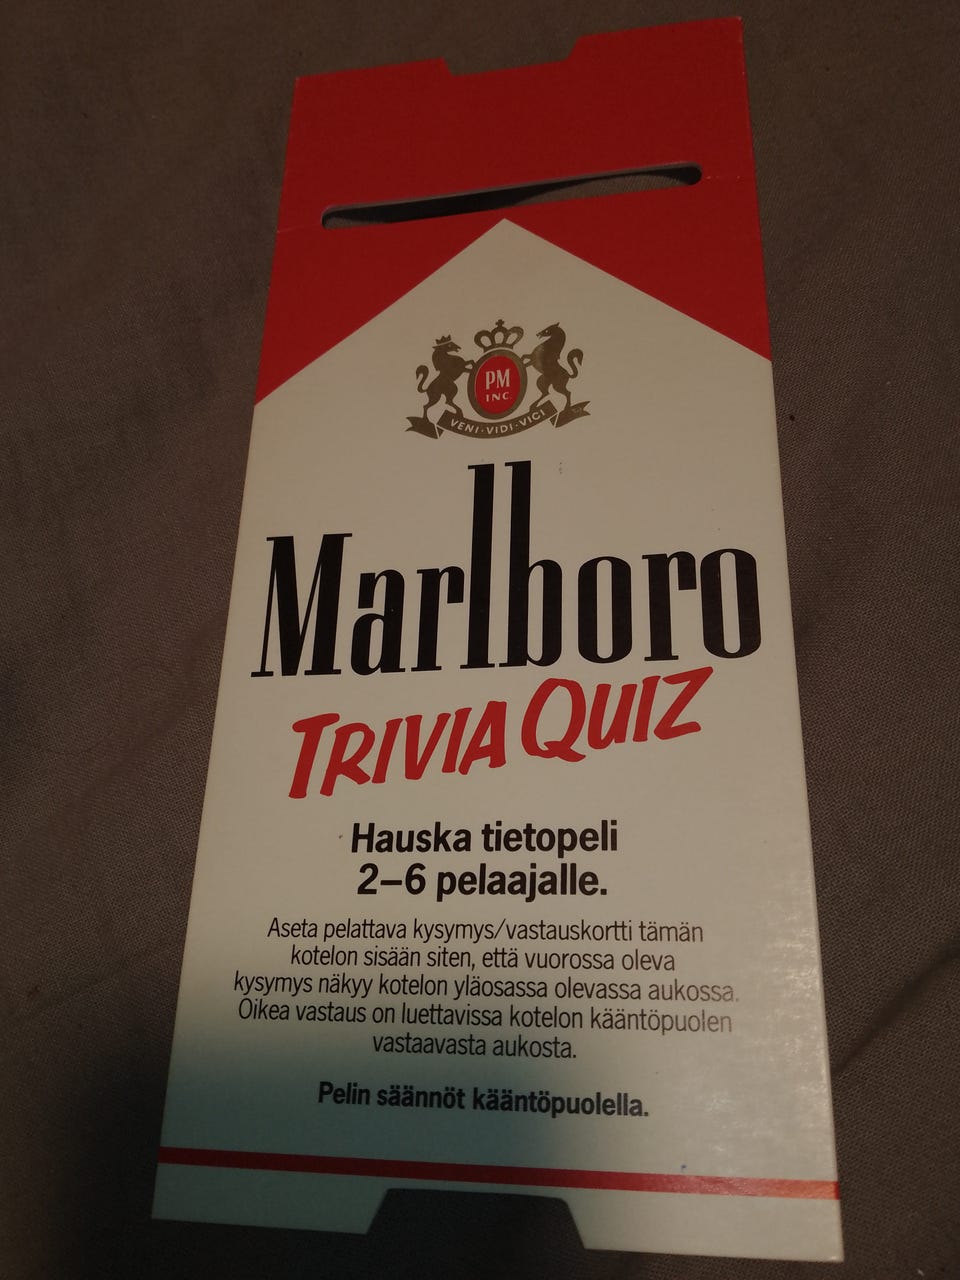 PM
INC.
VENI·VIDI·VICI
Marlboro
TRIVIA QUIZ
Hauska tietopeli
2–6 pelaajalle.
Aseta pelattava kysymys/vastauskortti tämän
kotelon sisään siten, että vuorossa oleva
kysymys näkyy kotelon yläosassa olevassa aukossa.
Oikea vastaus on luettavissa kotelon kääntöpuolen
vastaavasta aukosta.
Pelin säännöt kääntöpuolella.